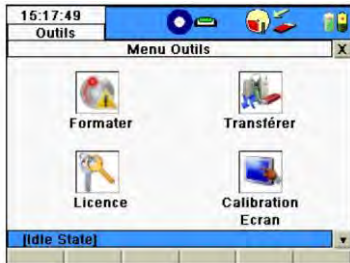 15:17:49
Outils
Menu Outils X
Formater Transférer
Licence Calibration
Ecran
[Idle State]